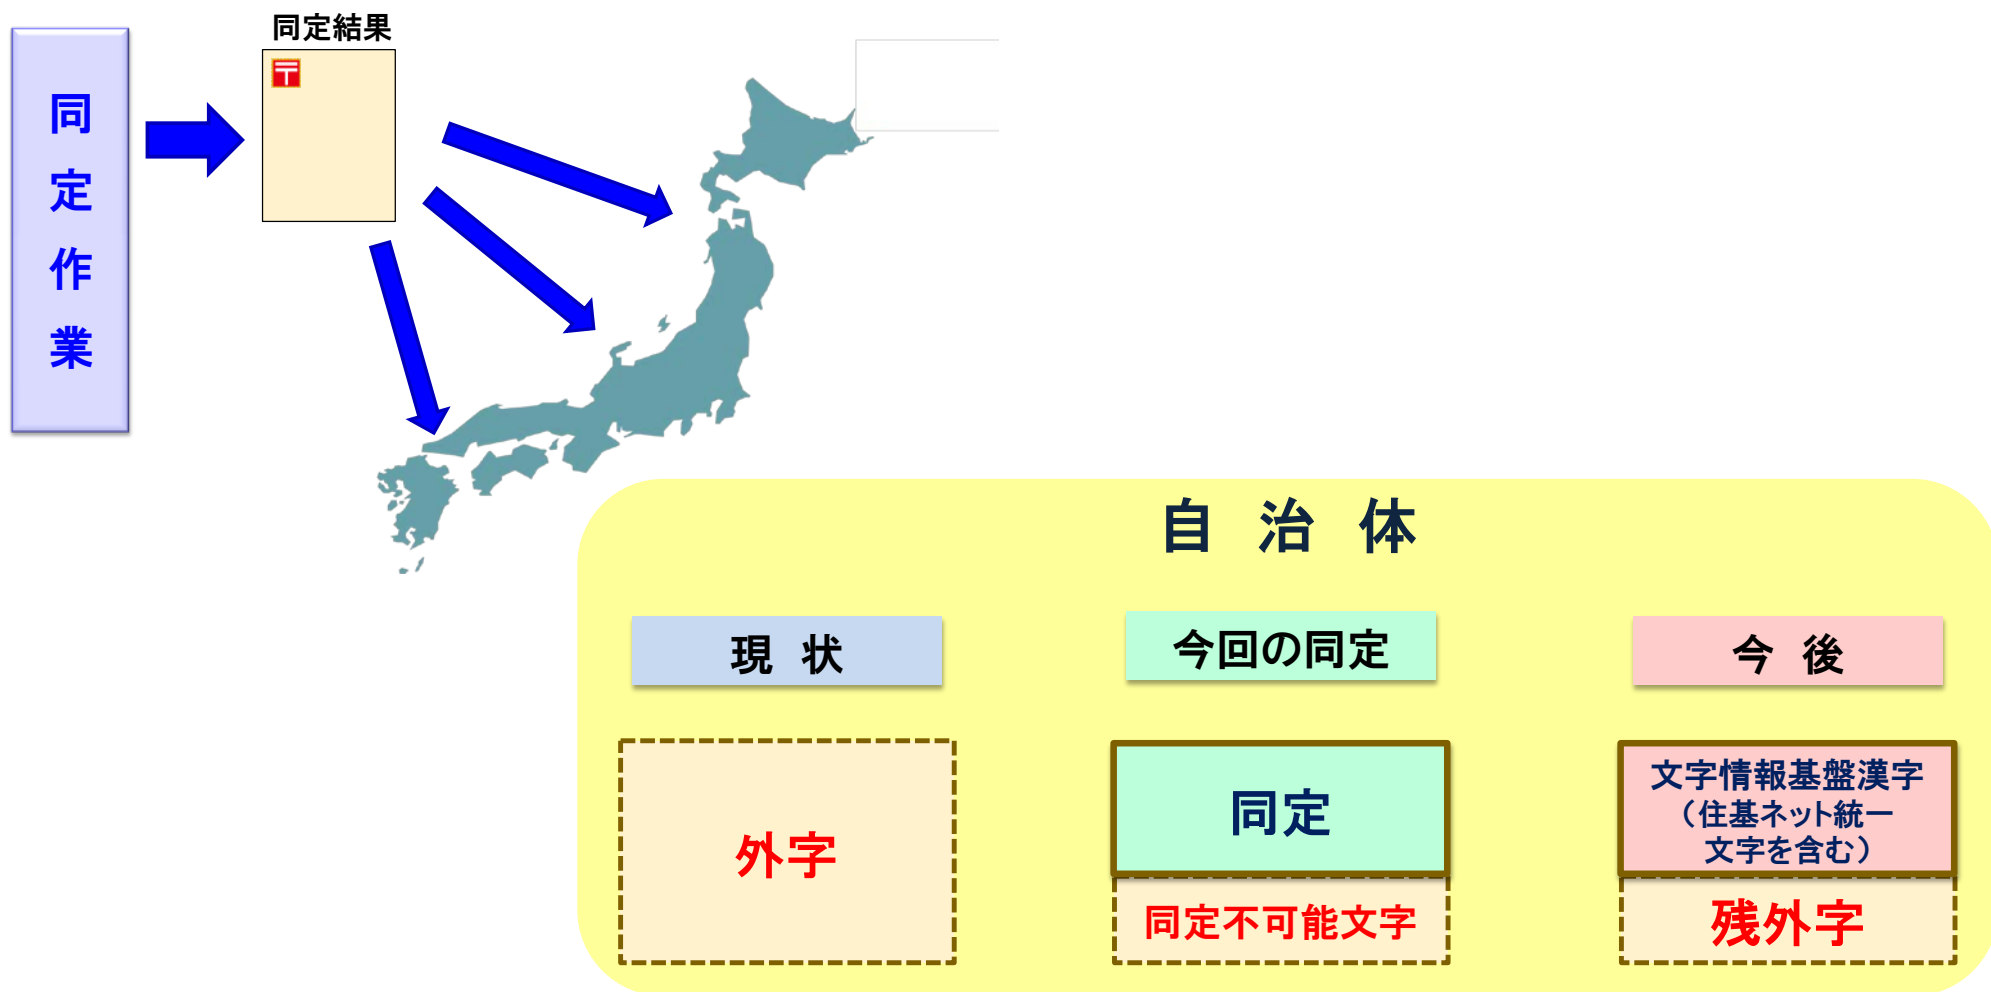 同定結果
〒
同
定
作
業
自 治 体
現 状
今回の同定
今 後
外字
同定
同定不可能文字
文字情報基盤漢字
（住基ネット統一
文字を含む）
残外字